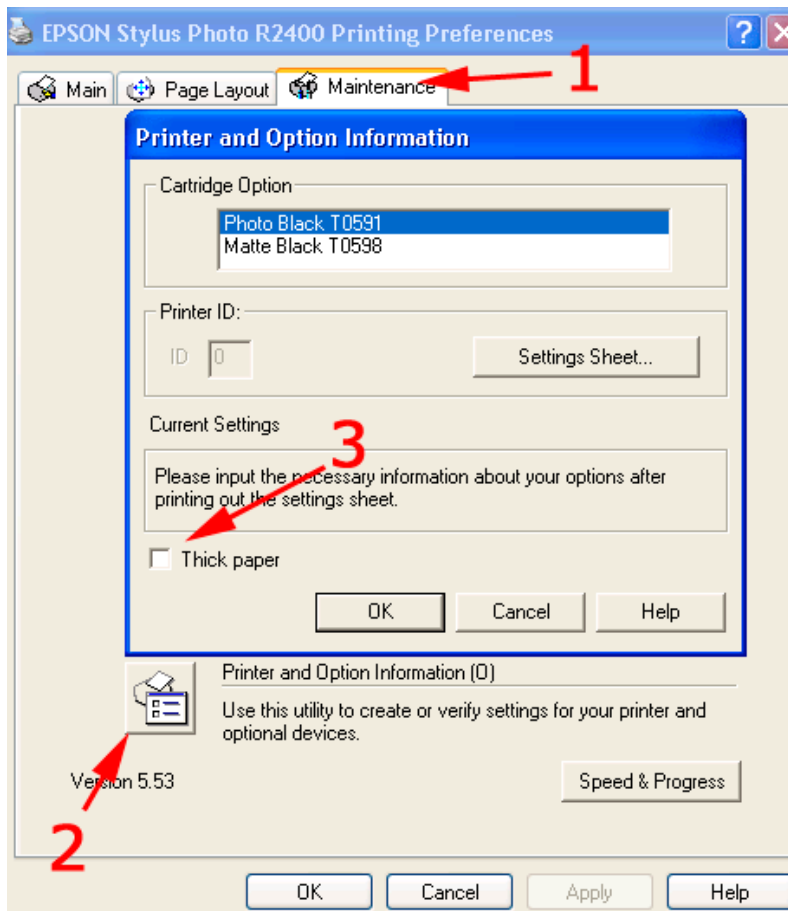 EPSON Stylus Photo R2400 Printing Preferences
?
1
Main
Page Layout
Maintenance
Printer and Option Information
Cartridge Option
Photo Black T0591
Matte Black T0598
Printer ID:
ID
0
Settings Sheet...
Current Settings
3
Please input the necessary information about your options after
printing out the settings sheet.
Thick paper
OK
Cancel
Help
Printer and Option Information (O)
Use this utility to create or verify settings for your printer and
optional devices.
Version 5.53
Speed & Progress
2
OK
Cancel
Apply
Help